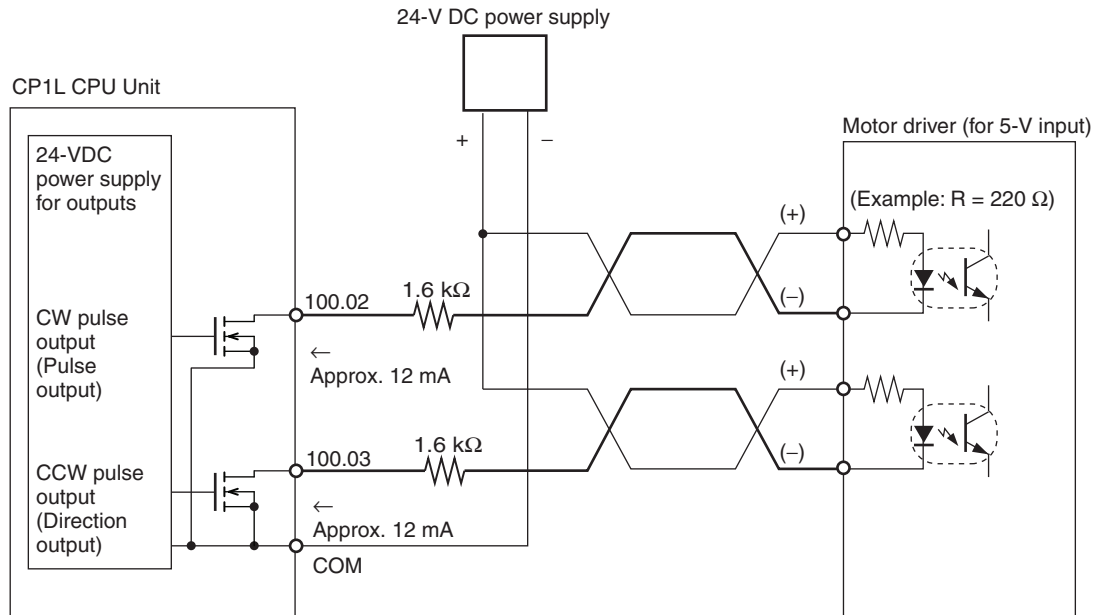 24-V DC power supply
CP1L CPU Unit
+
−
Motor driver (for 5-V input)
24-VDC
power supply
for outputs
(Example: R = 220 Ω)
(+)
(−)
100.02
1.6 kΩ
CW pulse
output
(Pulse
output)
←
Approx. 12 mA
(+)
(−)
100.03
1.6 kΩ
CCW pulse
output
(Direction
output)
←
Approx. 12 mA
COM